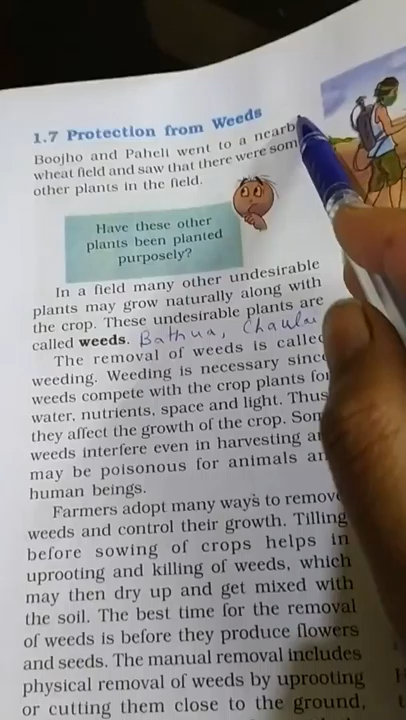 1.7 Protection from Weeds
Boojho and Paheli went to a nearb
wheat field and saw that there were som
other plants in the field.
Have these other
plants been planted
purposely?
In a field many other undesirable
plants may grow naturally along with
the crop. These undesirable plants are
called weeds. Bathua, Chaulai
The removal of weeds is called
weeding. Weeding is necessary since
weeds compete with the crop plants for
water, nutrients, space and light. Thus
they affect the growth of the crop. Som
weeds interfere even in harvesting an
may be poisonous for animals an
human beings.
Farmers adopt many ways to remove
weeds and control their growth. Tilling
before sowing of crops helps in
uprooting and killing of weeds, which
may then dry up and get mixed with
the soil. The best time for the removal
of weeds is before they produce flowers
and seeds. The manual removal includes
physical removal of weeds by uprooting
or cutting them close to the ground,